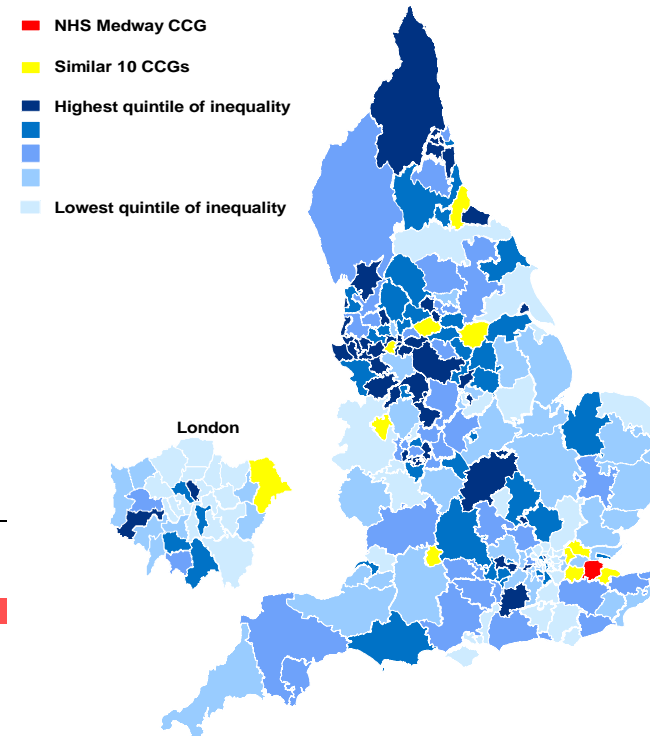 NHS Medway CCG
Similar 10 CCGs
Highest quintile of inequality
Lowest quintile of inequality
London